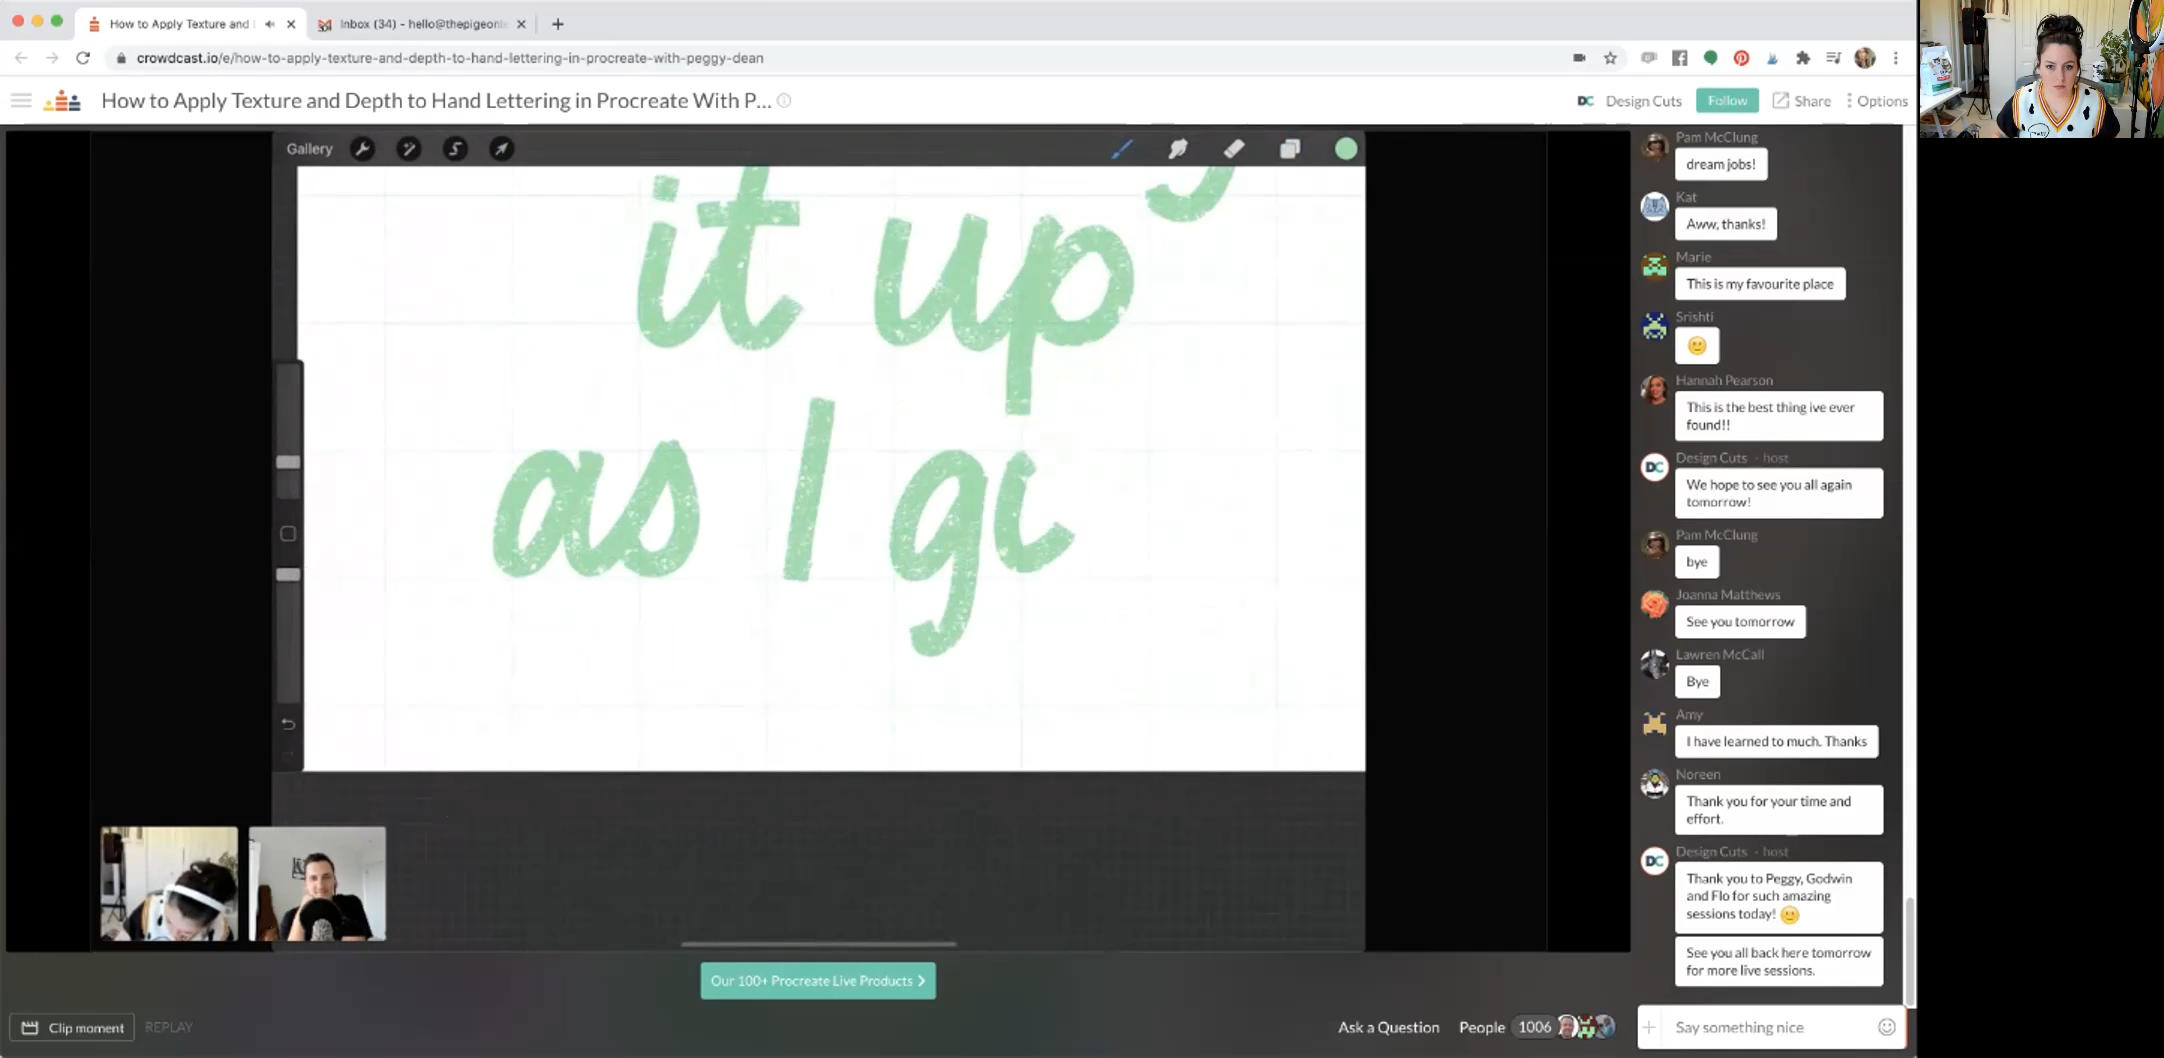 How to Apply Texture and
Inbox (34) - hello@thepigeonle
crowdcast.io/e/how-to-apply-texture-and-depth-to-hand-lettering-in-procreate-with-peggy-dean
How to Apply Texture and Depth to Hand Lettering in Procreate With P...
DC Design Cuts Follow Share Options
Gallery
it up
as I gi
Pam McClung
dream jobs!
Kat
Aww, thanks!
Marie
This is my favourite place
Srishti
Hannah Pearson
This is the best thing ive ever
found!!
Design Cuts - host
DC
We hope to see you all again
tomorrow!
Pam McClung
bye
Joanna Matthews
See you tomorrow
Lawren McCall
Bye
Amy
I have learned to much. Thanks
Noreen
Thank you for your time and
effort.
Design Cuts - host
DC
Thank you to Peggy, Godwin
and Flo for such amazing
sessions today! 🙂
See you all back here tomorrow
for more live sessions.
Our 100+ Procreate Live Products >
Clip moment REPLAY
Ask a Question People 1006
Say something nice